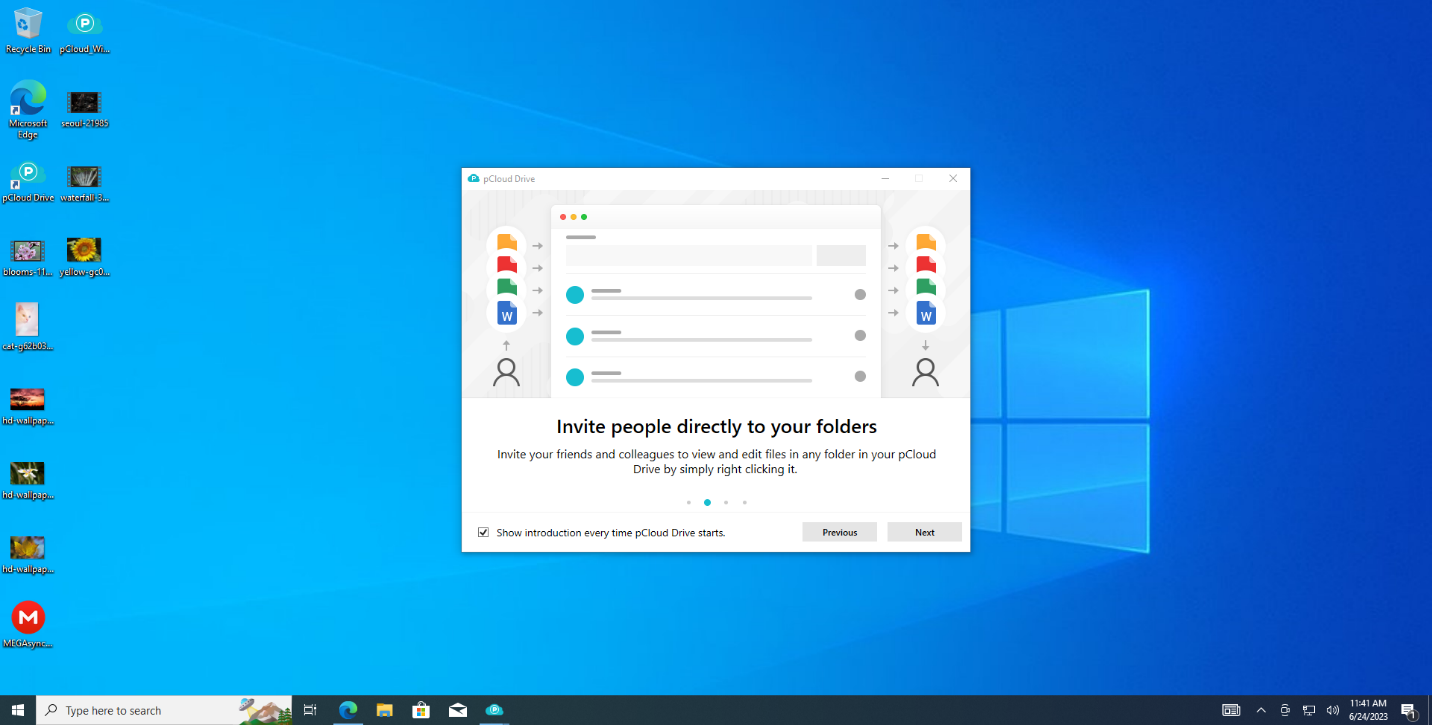 Recycle Bin
pCloud_Wi...
Microsoft
Edge
seoul-21985
pCloud Drive
waterfall-3...
blooms-11...
yellow-gc0...
cat-g62b03...
hd-wallpap...
hd-wallpap...
hd-wallpap...
MEGAsync...
pCloud Drive
W
W
Invite people directly to your folders
Invite your friends and colleagues to view and edit files in any folder in your pCloud
Drive by simply right clicking it.
Show introduction every time pCloud Drive starts.
Previous
Next
Type here to search
11:41 AM
6/24/2023
1